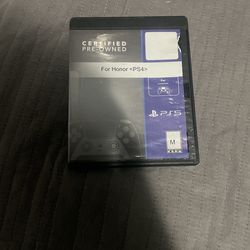 CERTIFIED
PRE-OWNED
For Honor <PS4>
PS5
M